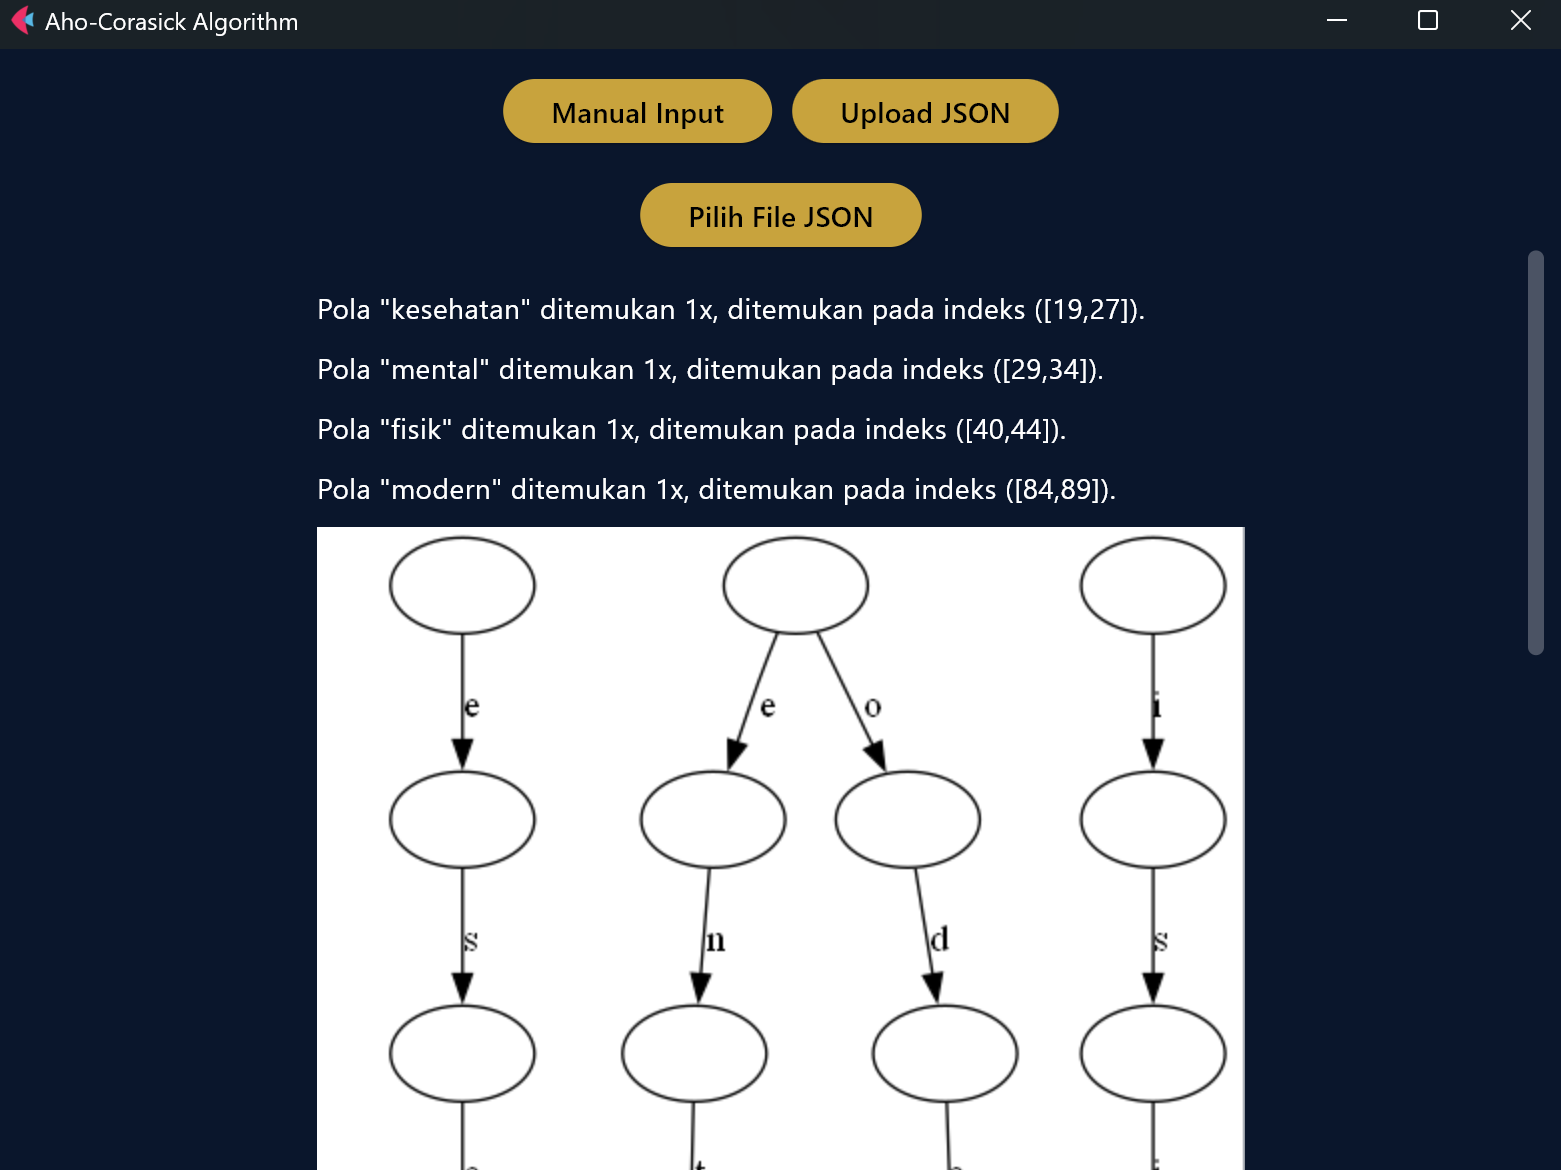 Aho-Corasick Algorithm
Manual Input
Upload JSON
Pilih File JSON
Pola "kesehatan" ditemukan 1x, ditemukan pada indeks ([19,27]).
Pola "mental" ditemukan 1x, ditemukan pada indeks ([29,34]).
Pola "fisik" ditemukan 1x, ditemukan pada indeks ([40,44]).
Pola "modern" ditemukan 1x, ditemukan pada indeks ([84,89]).
e e o i
s n d s